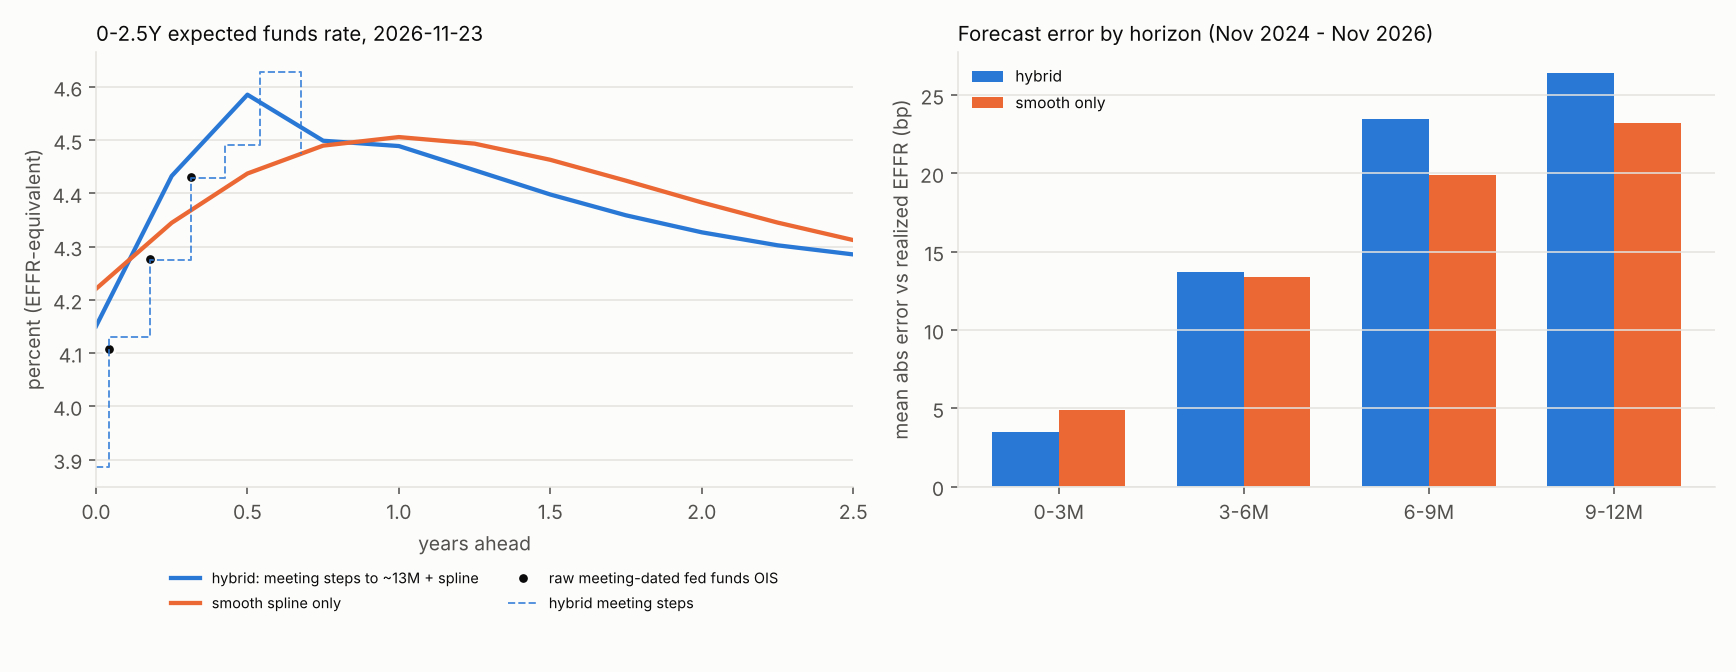 0-2.5Y expected funds rate, 2026-11-23
percent (EFFR-equivalent)
4.6
4.5
4.4
4.3
4.2
4.1
4.0
3.9
0.0 0.5 1.0 1.5 2.0 2.5
years ahead
hybrid: meeting steps to ~13M + spline
smooth spline only
raw meeting-dated fed funds OIS
hybrid meeting steps
Forecast error by horizon (Nov 2024 - Nov 2026)
hybrid
smooth only
mean abs error vs realized EFFR (bp)
25
20
15
10
5
0
0-3M 3-6M 6-9M 9-12M